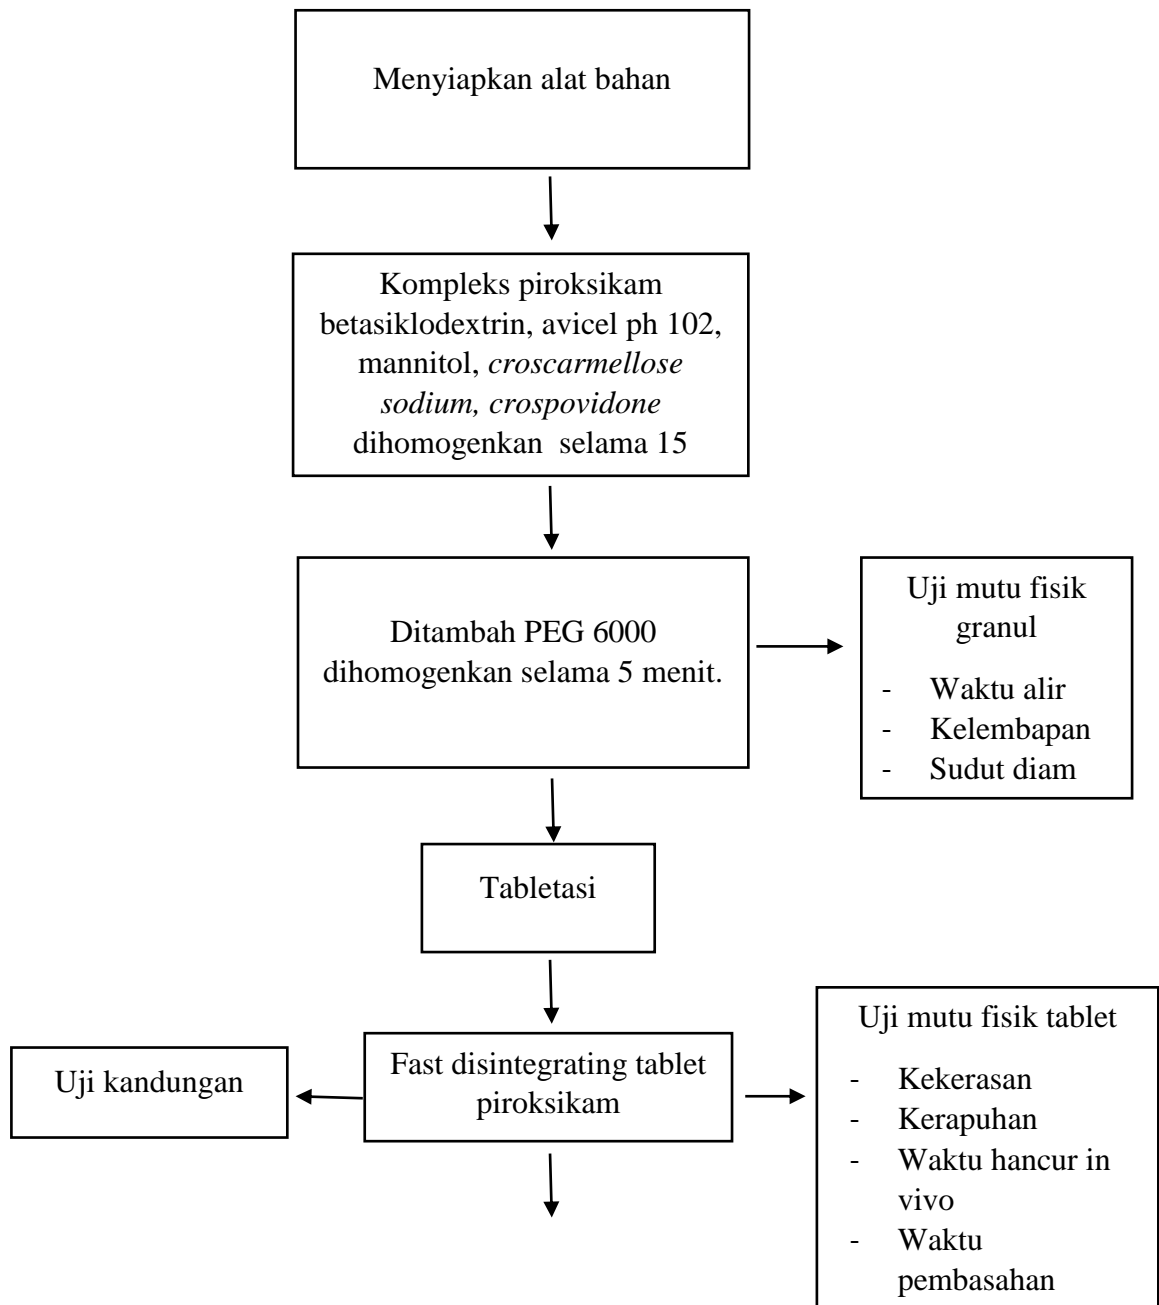 Menyiapkan alat bahan
Kompleks piroksikam
betasiklodextrin, avicel ph 102,
mannitol, croscarmellose
sodium, crospovidone
dihomogenkan selama 15
Ditambah PEG 6000
dihomogenkan selama 5 menit.
Uji mutu fisik
granul
- Waktu alir
- Kelembapan
- Sudut diam
Tabletasi
Uji kandungan
Fast disintegrating tablet
piroksikam
Uji mutu fisik tablet
- Kekerasan
- Kerapuhan
- Waktu hancur in
vivo
- Waktu
pembasahan